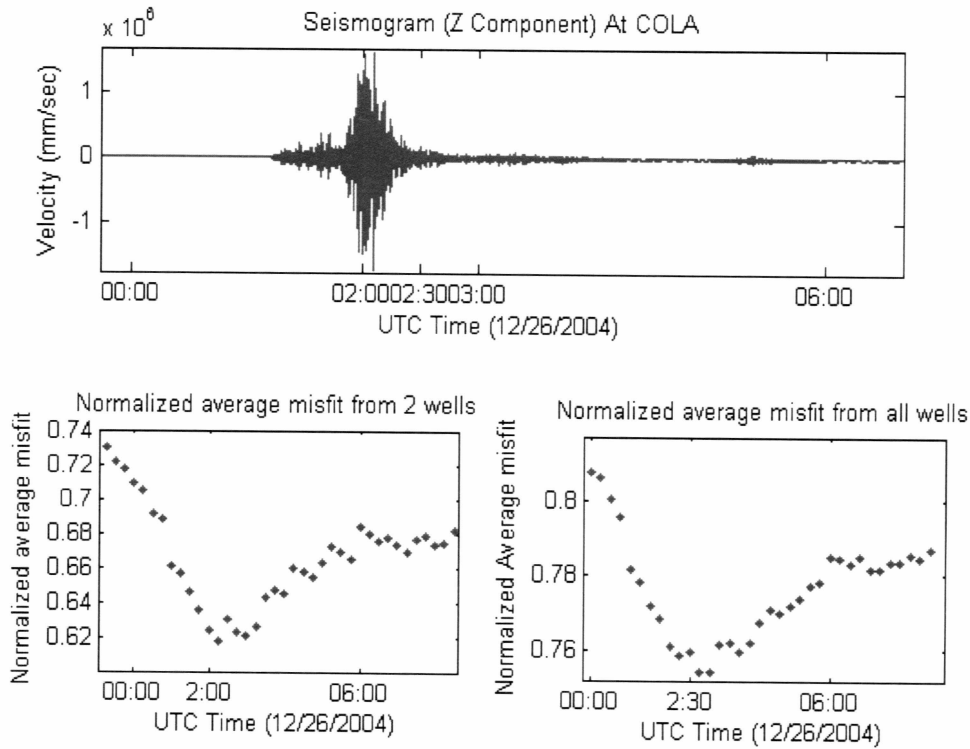 Seismogram (Z Component) At COLA
x 10^6
Velocity (mm/sec)
1
0
-1
00:00 02:0002:3003:00 06:00
UTC Time (12/26/2004)
Normalized average misfit from 2 wells
Normalized average misfit
0.74
0.72
0.7
0.68
0.66
0.64
0.62
00:00 2:00 06:00
UTC Time (12/26/2004)
Normalized average misfit from all wells
Normalized Average misfit
0.8
0.78
0.76
00:00 2:30 06:00
UTC Time (12/26/2004)